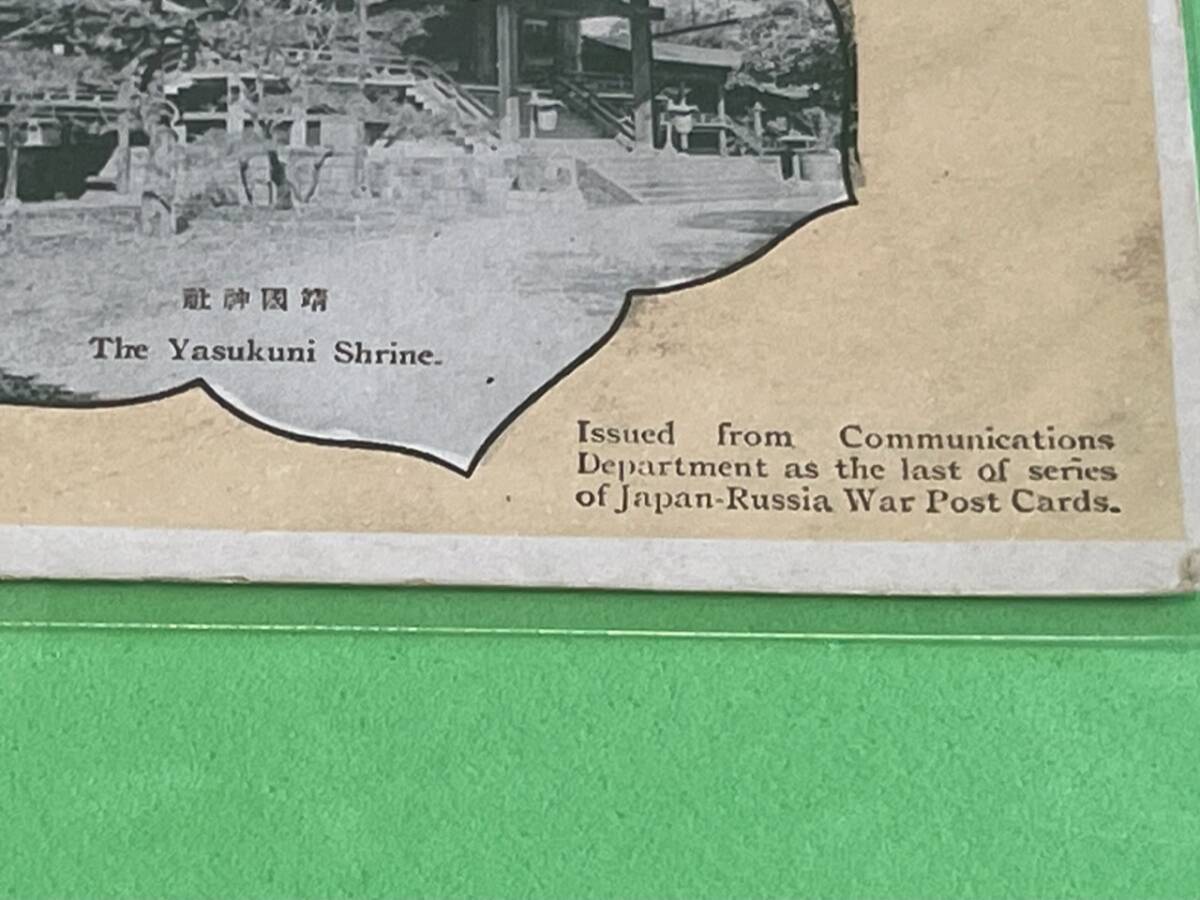 社神國靖
The Yasukuni Shrine.
Issued from Communications
Department as the last of series
of Japan-Russia War Post Cards.